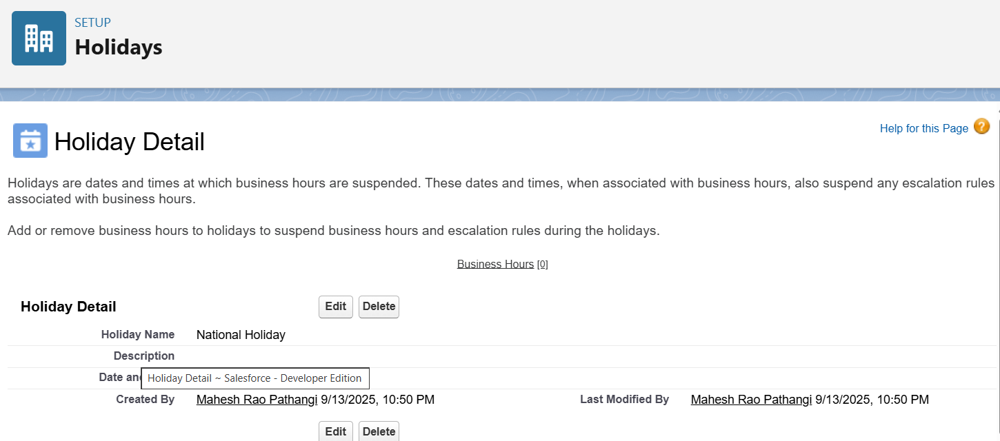 SETUP
Holidays
Holiday Detail
Help for this Page ?
Holidays are dates and times at which business hours are suspended. These dates and times, when associated with business hours, also suspend any escalation rules
associated with business hours.
Add or remove business hours to holidays to suspend business hours and escalation rules during the holidays.
Business Hours [0]
Holiday Detail Edit Delete
Holiday Name National Holiday
Description
Date Holiday Detail ~ Salesforce - Developer Edition
Created By Mahesh Rao Pathangi 9/13/2025, 10:50 PM Last Modified By Mahesh Rao Pathangi 9/13/2025, 10:50 PM
Edit Delete